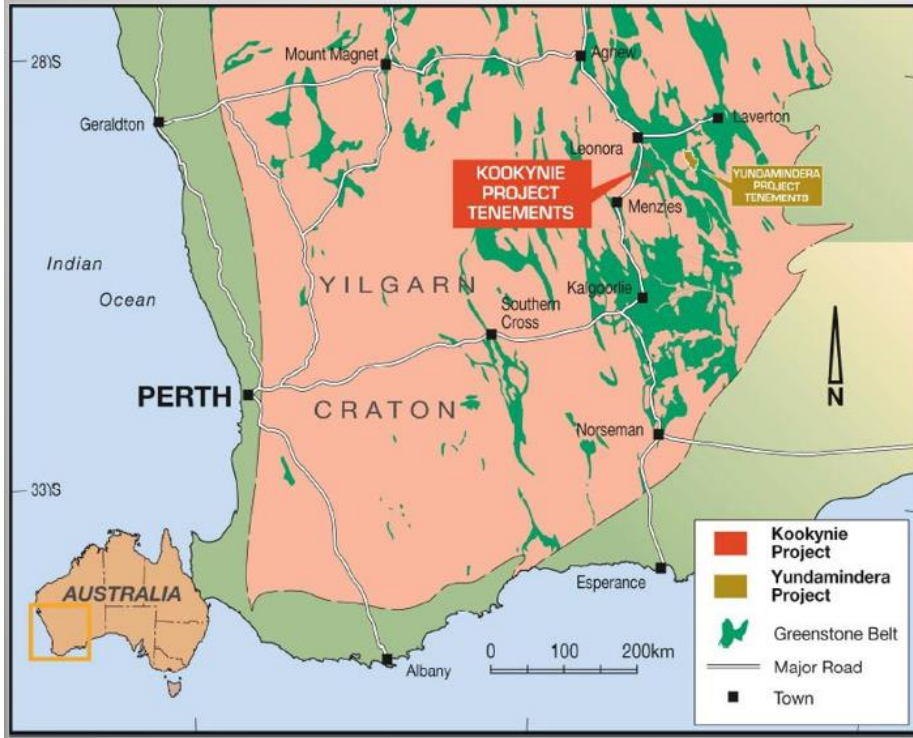 28°S
Mount Magnet
Agnew
Geraldton
Laverton
Leonora
KOOKYNIE
PROJECT
TENEMENTS
YUNDAMINDERA
PROJECT
TENEMENTS
Menzies
Indian
Ocean
YILGARN
Kalgoorlie
Southern
Cross
PERTH
CRATON
N
Norseman
33°S
Kookynie
Project
Yundamindera
Project
Greenstone Belt
Major Road
Town
AUSTRALIA
Esperance
0 100 200km
Albany